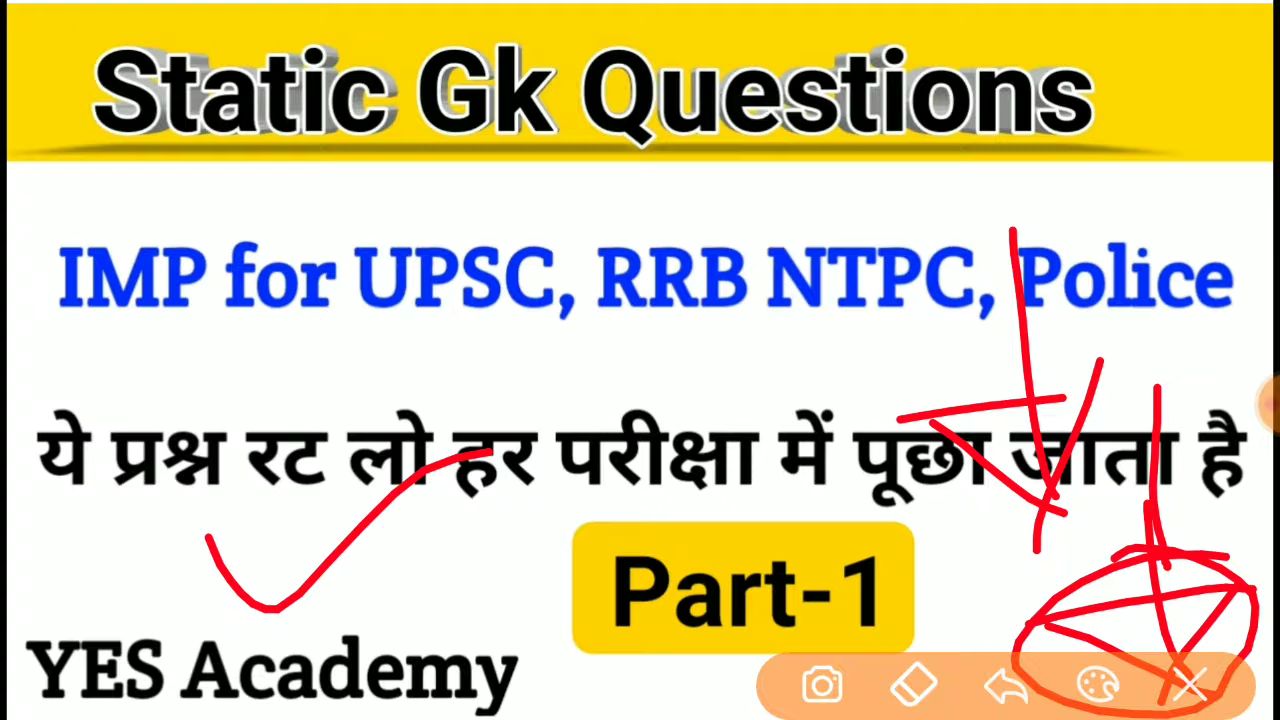 Static Gk Questions
IMP for UPSC, RRB NTPC, Police
ये प्रश्न रट लो हर परीक्षा में पूछा जाता है
Part-1
YES Academy